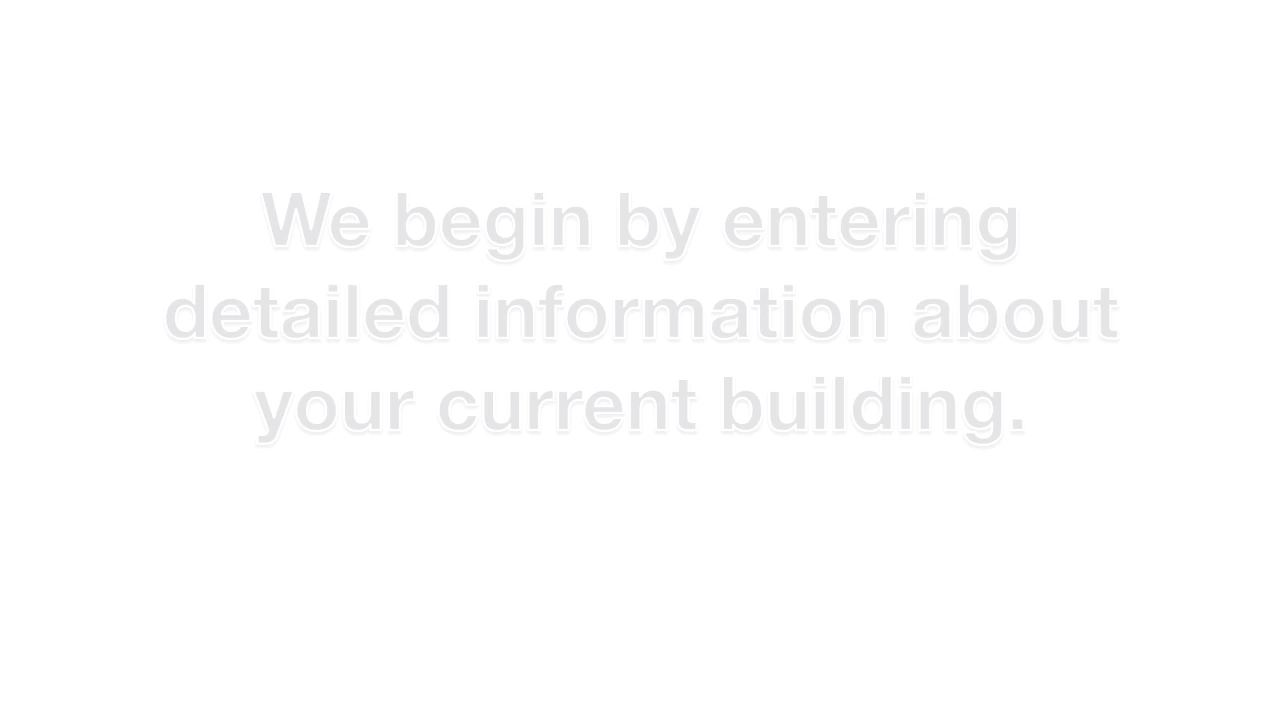 We begin by entering
detailed information about
your current building.